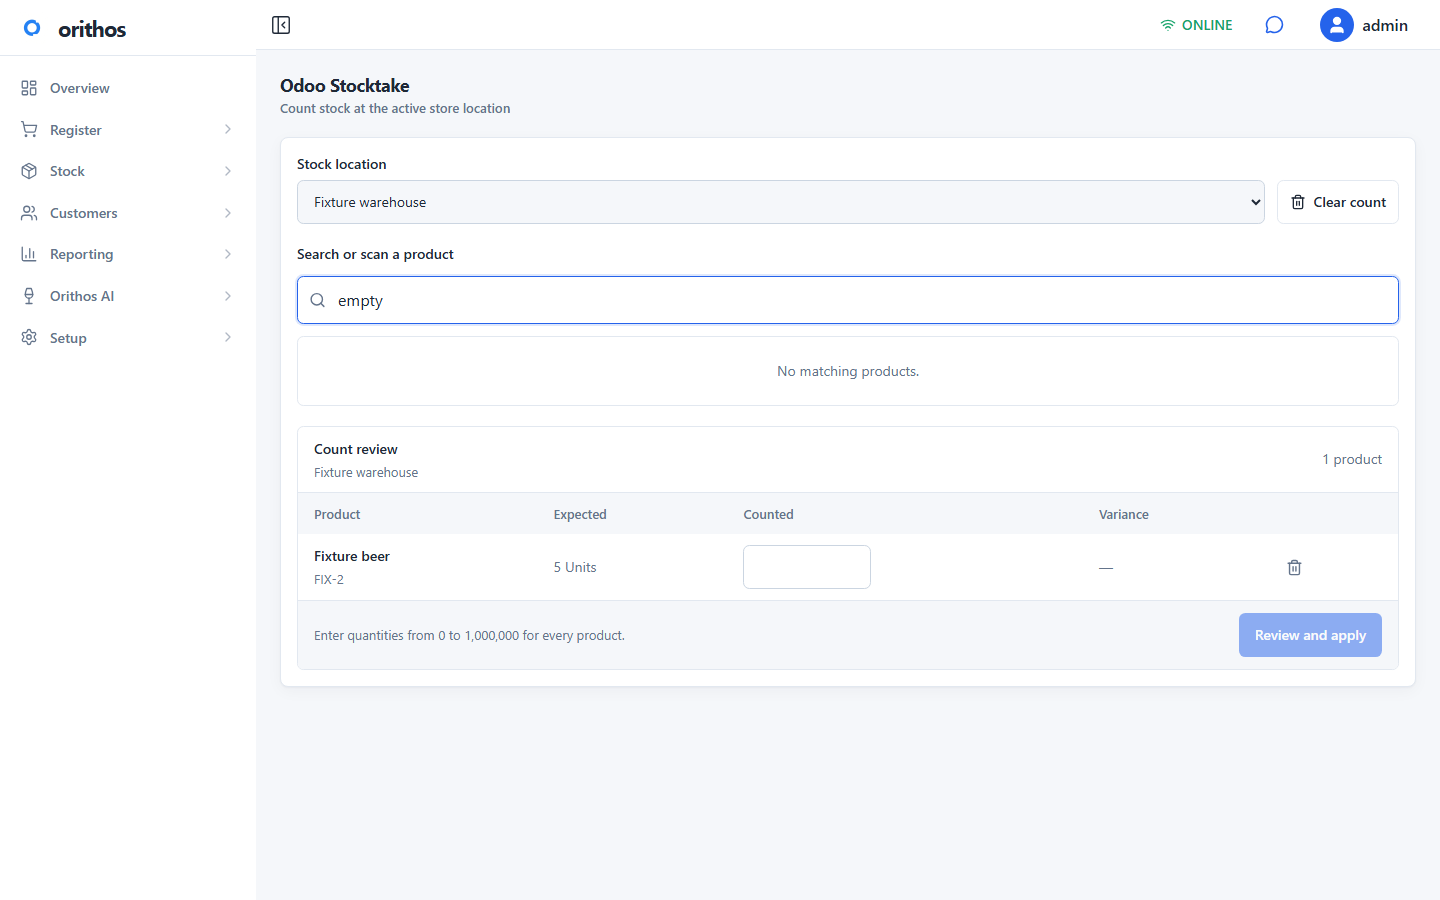 orithos
ONLINE
admin
Overview
Register
Stock
Customers
Reporting
Orithos AI
Setup
Odoo Stocktake
Count stock at the active store location
Stock location
Fixture warehouse
Clear count
Search or scan a product
empty
No matching products.
Count review
Fixture warehouse
1 product
Product Expected Counted Variance
Fixture beer
FIX-2
5 Units
—
Enter quantities from 0 to 1,000,000 for every product.
Review and apply